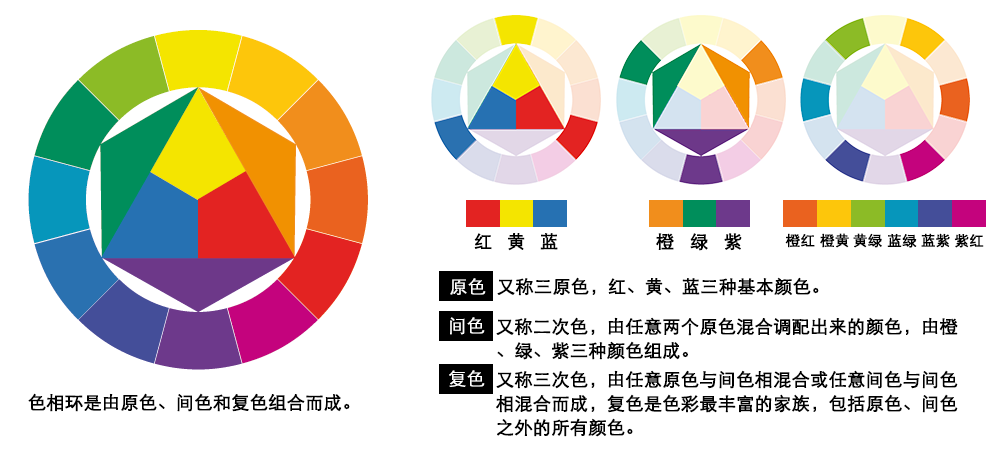 红 黄 蓝
橙 绿 紫
橙红 橙黄 黄绿 蓝绿 蓝紫 紫红
原色 又称三原色，红、黄、蓝三种基本颜色。
间色 又称二次色，由任意两个原色混合调配出来的颜色，由橙
、绿、紫三种颜色组成。
复色 又称三次色，由任意原色与间色相混合或任意间色与间色
相混合而成，复色是色彩最丰富的家族，包括原色、间色
之外的所有颜色。
色相环是由原色、间色和复色组合而成。